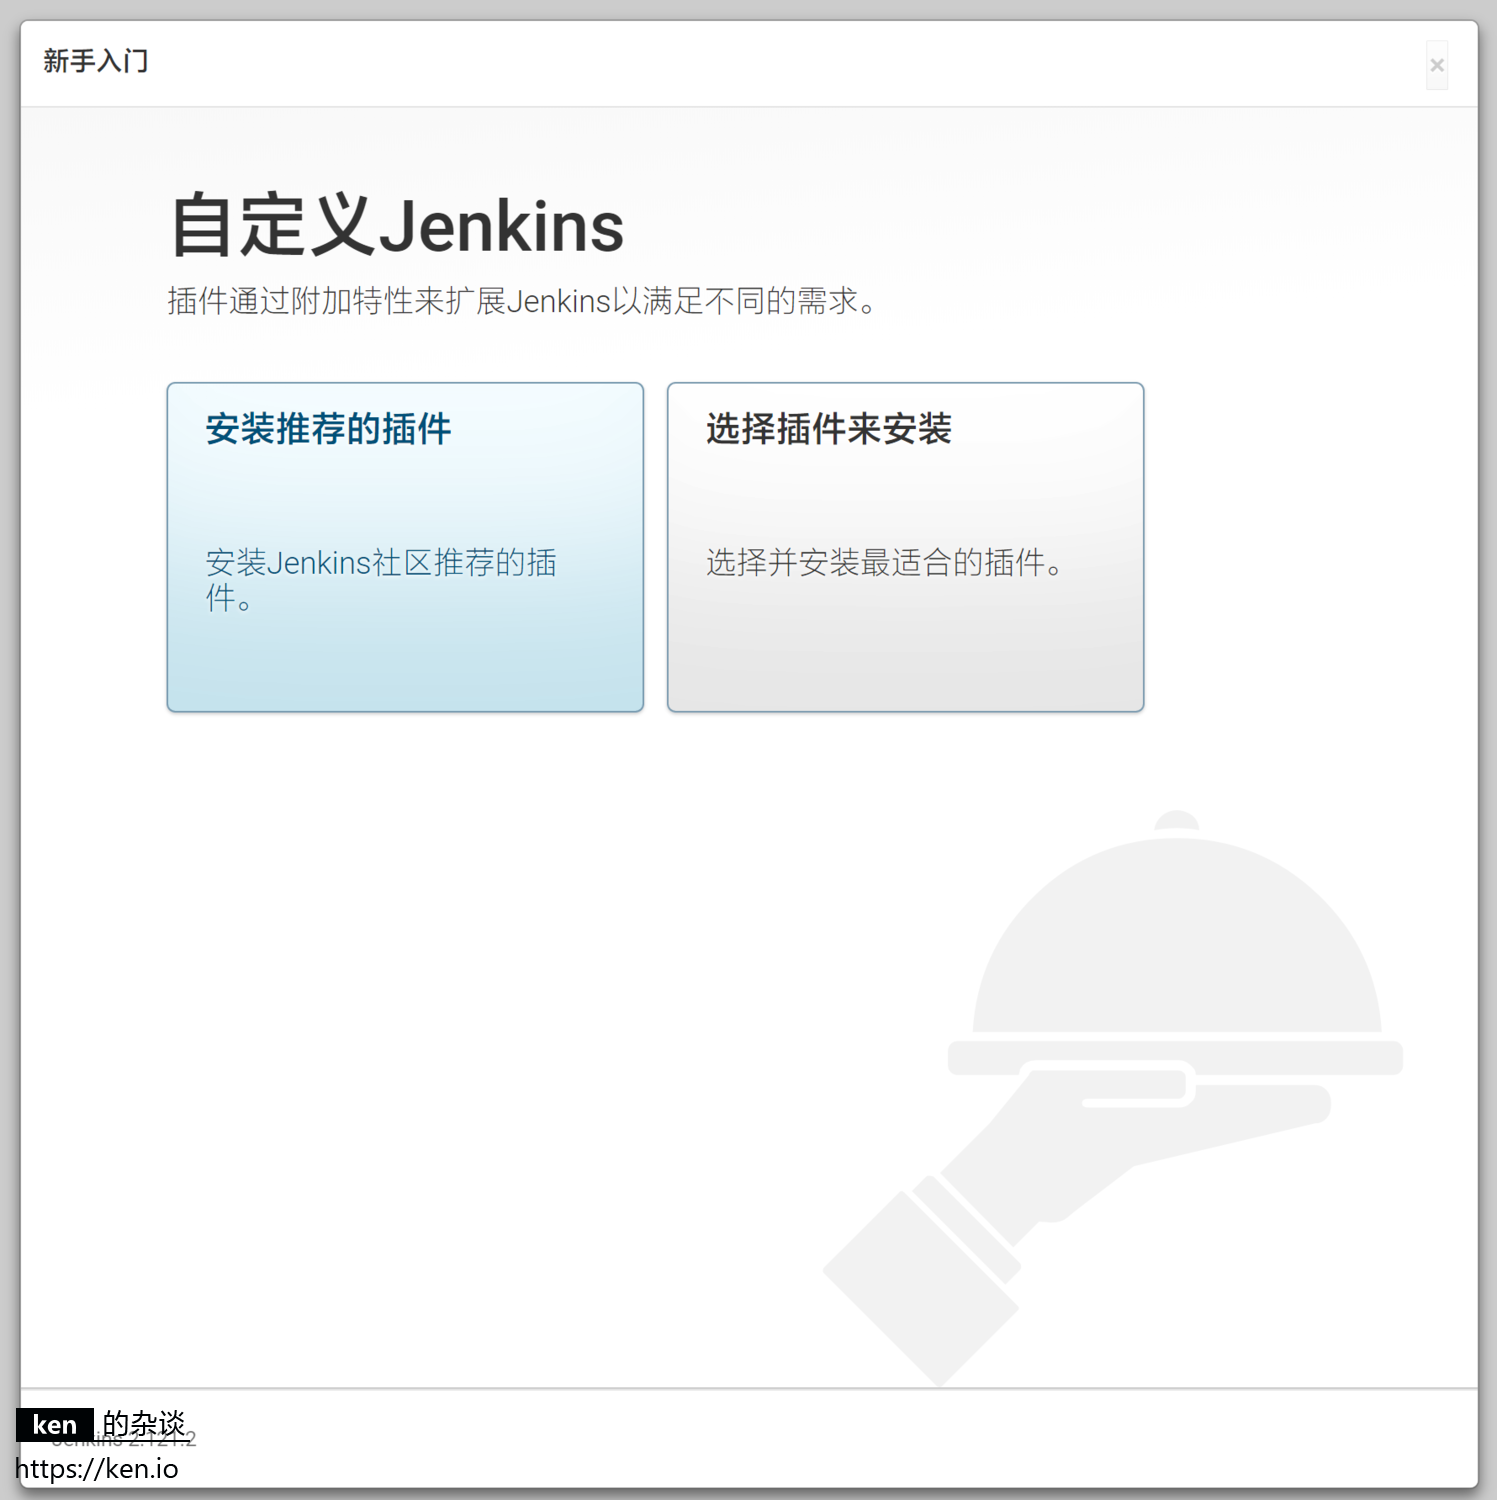 新手入门
×
自定义Jenkins
插件通过附加特性来扩展Jenkins以满足不同的需求。
安装推荐的插件
安装Jenkins社区推荐的插
件。
选择插件来安装
选择并安装最适合的插件。
ken 的杂谈
Jenkins 2.121.2
https://ken.io